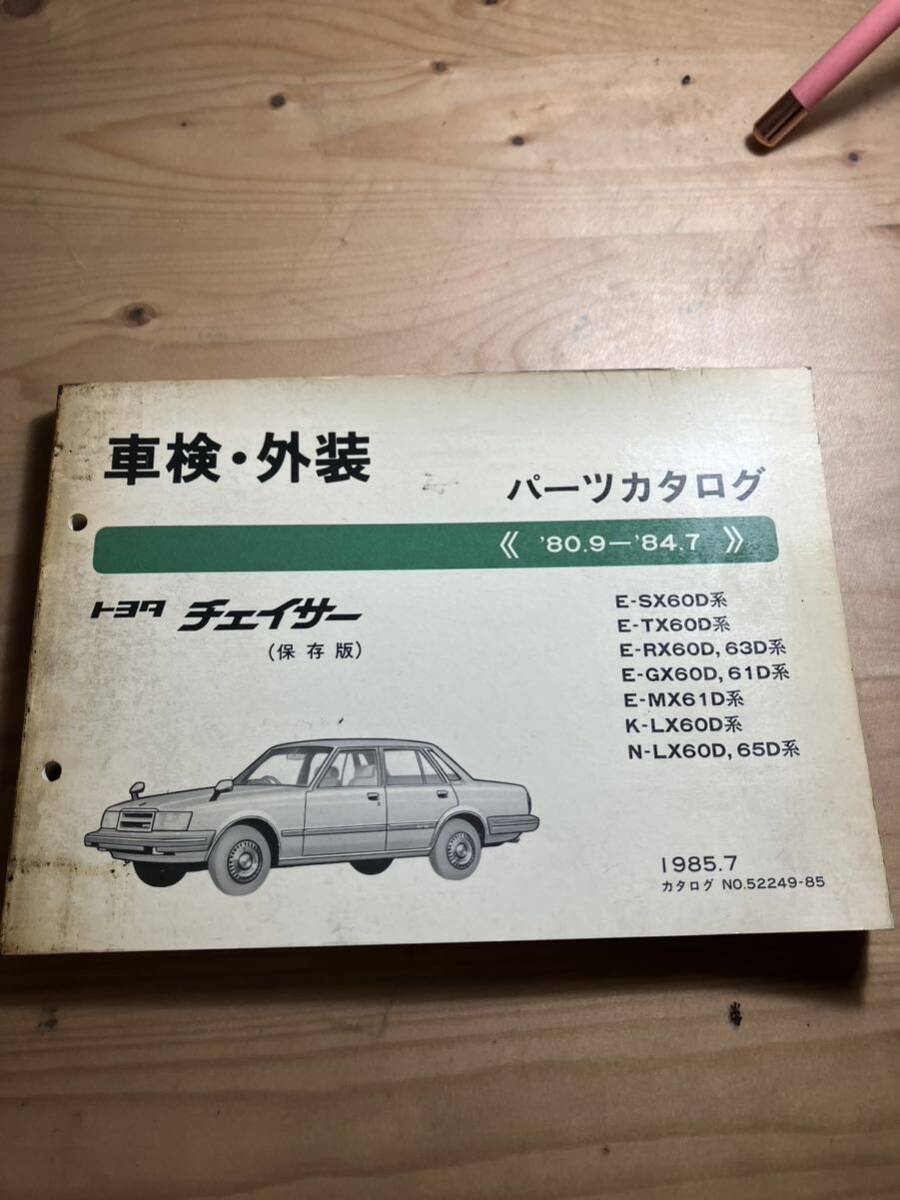 車検・外装
パーツカタログ
《 '80.9－'84.7 》
トヨタ チェイサー
(保存版)
E-SX60D系
E-TX60D系
E-RX60D, 63D系
E-GX60D, 61D系
E-MX61D系
K-LX60D系
N-LX60D, 65D系
1985.7
カタログ NO.52249-85